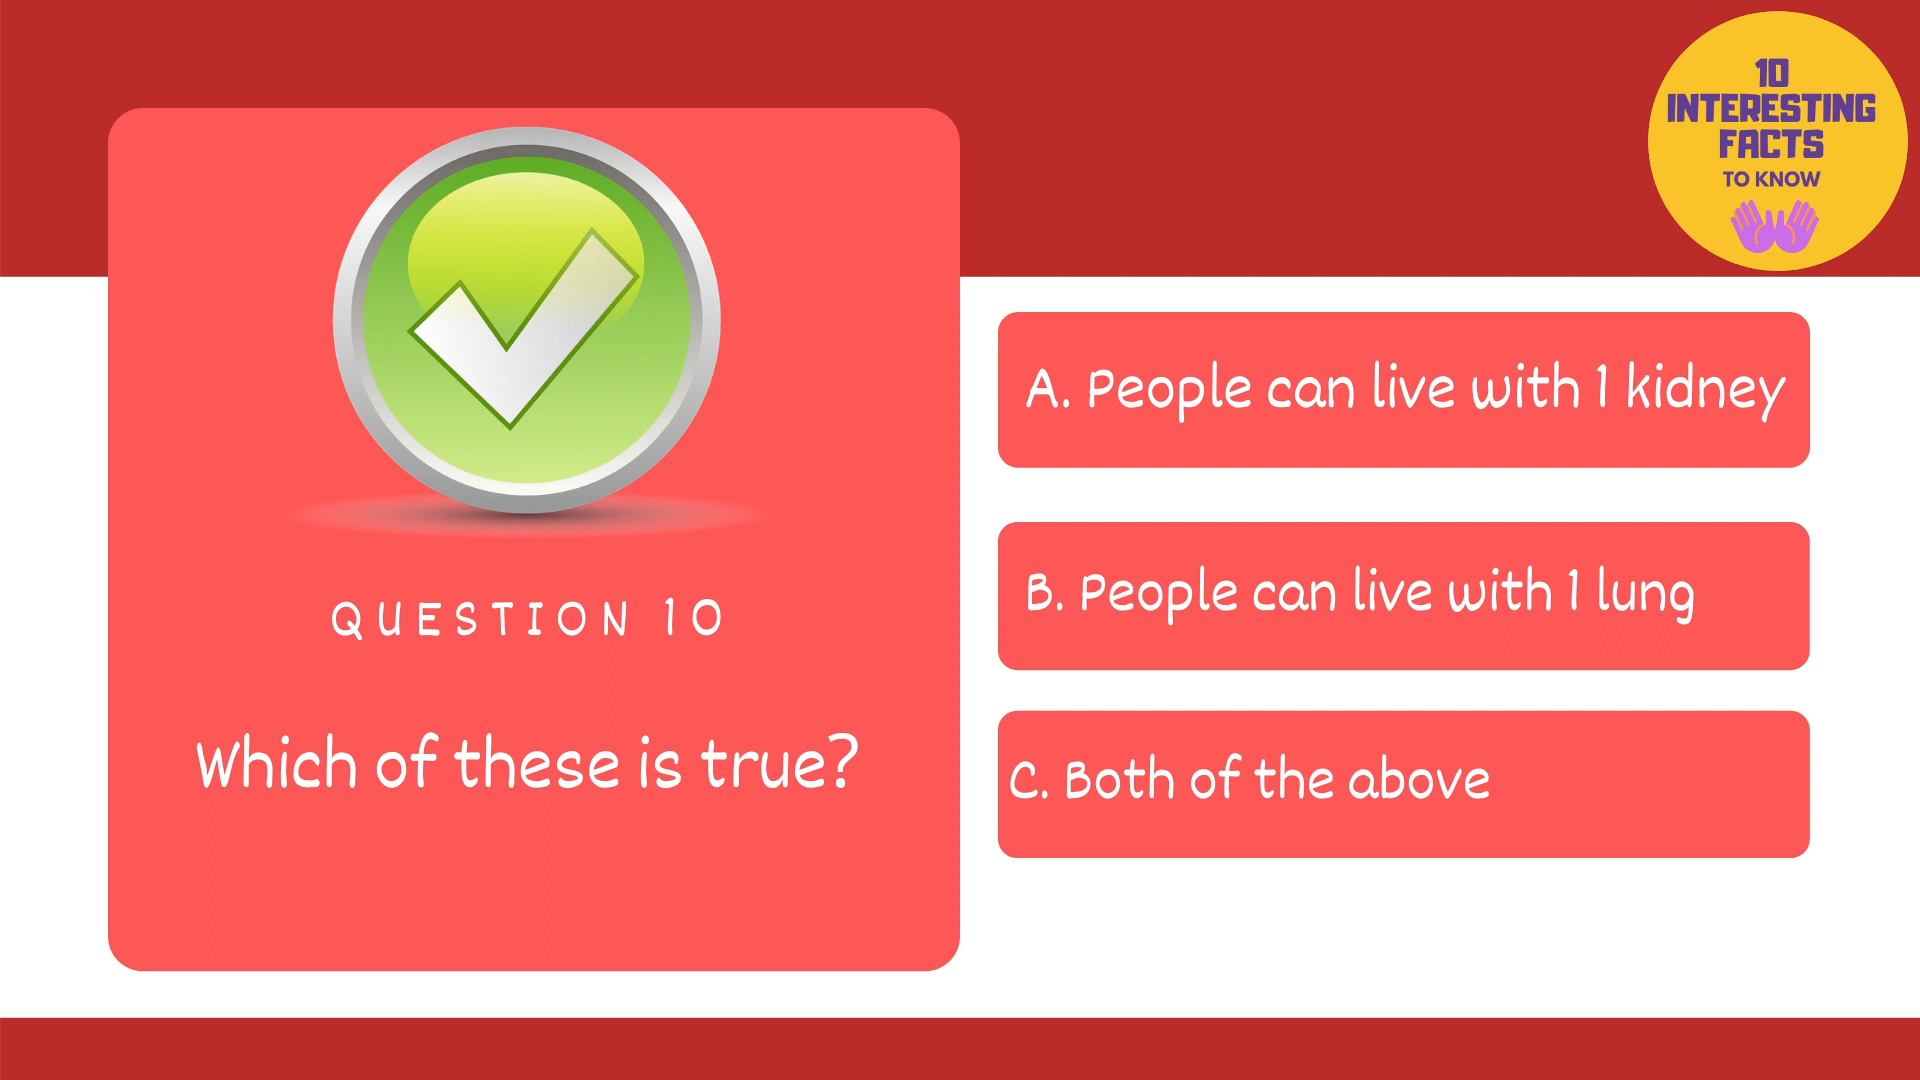 10
INTERESTING
FACTS
TO KNOW
QUESTION 10
Which of these is true?
A. People can live with 1 kidney
B. People can live with 1 lung
C. Both of the above